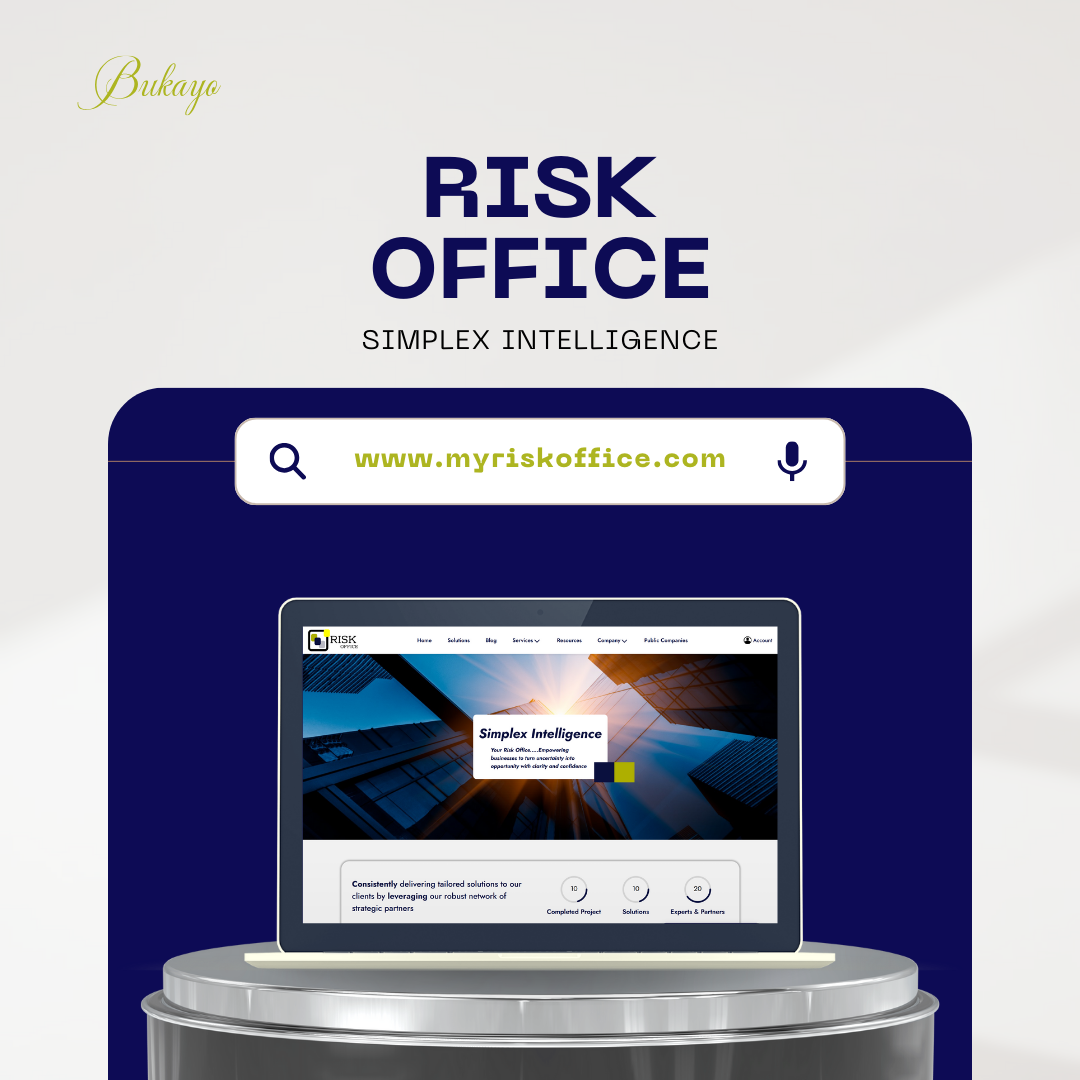 Bukayo
RISK
OFFICE
SIMPLEX INTELLIGENCE
www.myriskoffice.com
RISK
OFFICE
Home Solutions Blog Services Resources Company Public Companies Account
Simplex Intelligence
Your Risk Office.....Empowering
businesses to turn uncertainty into
opportunity with clarity and confidence
Consistently delivering tailored solutions to our
clients by leveraging our robust network of
strategic partners
10 10 20
Completed Project Solutions Experts & Partners